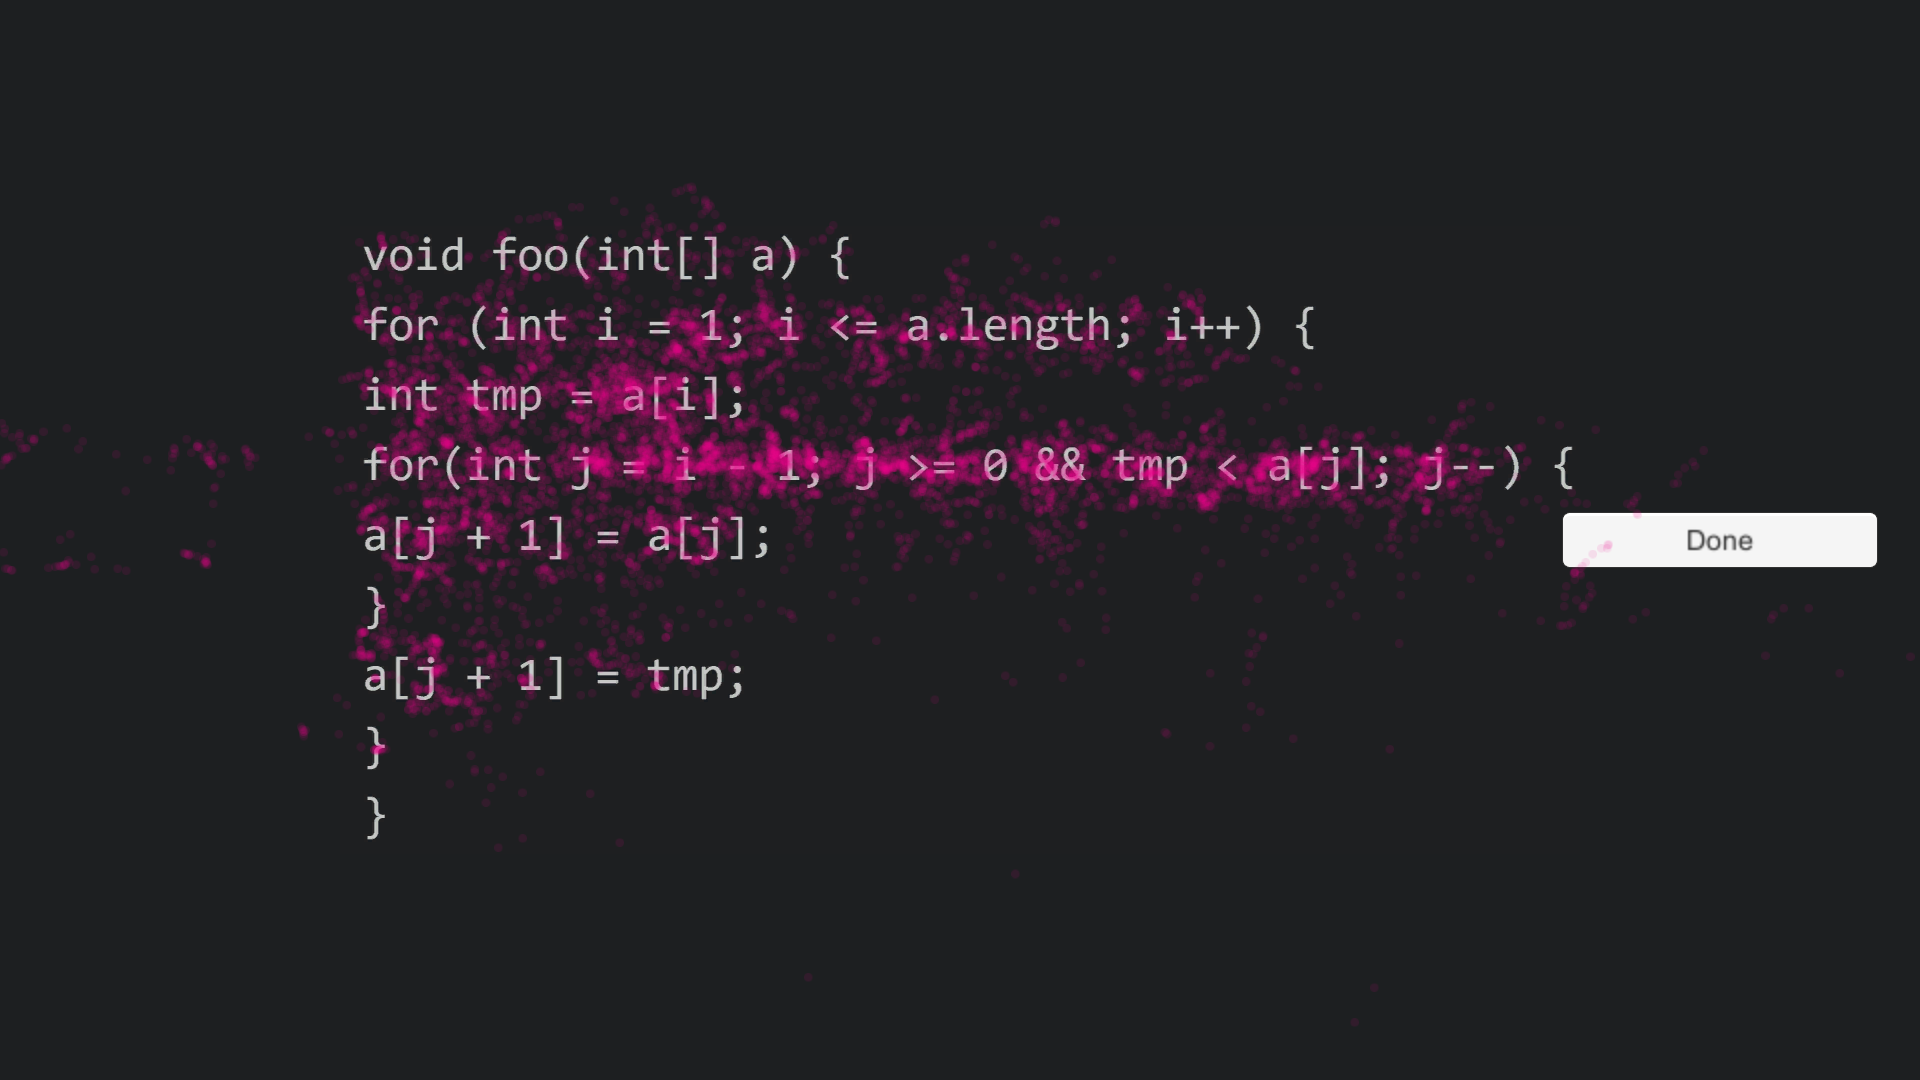 void foo(int[] a) {
for (int i = 1; i <= a.length; i++) {
int tmp = a[i];
for(int j = i - 1; j >= 0 && tmp < a[j]; j--) {
a[j + 1] = a[j];
}
a[j + 1] = tmp;
}
}
Done